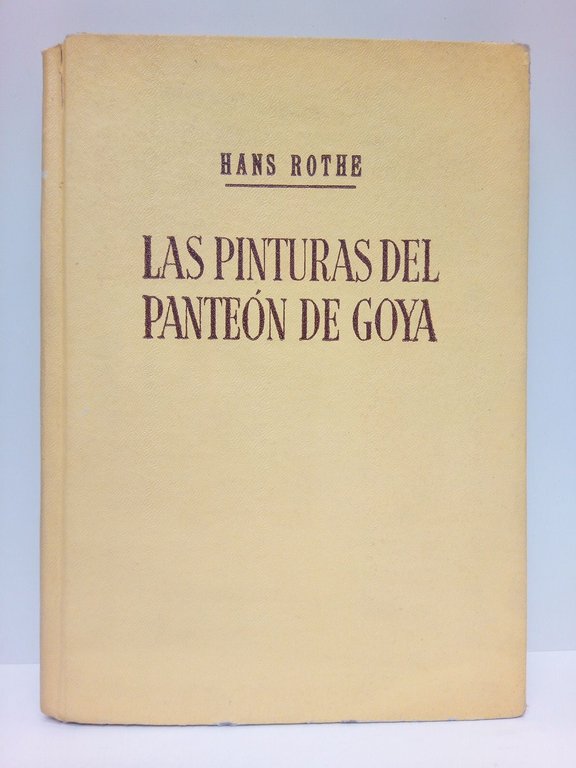 HANS ROTHE
LAS PINTURAS DEL
PANTEÓN DE GOYA